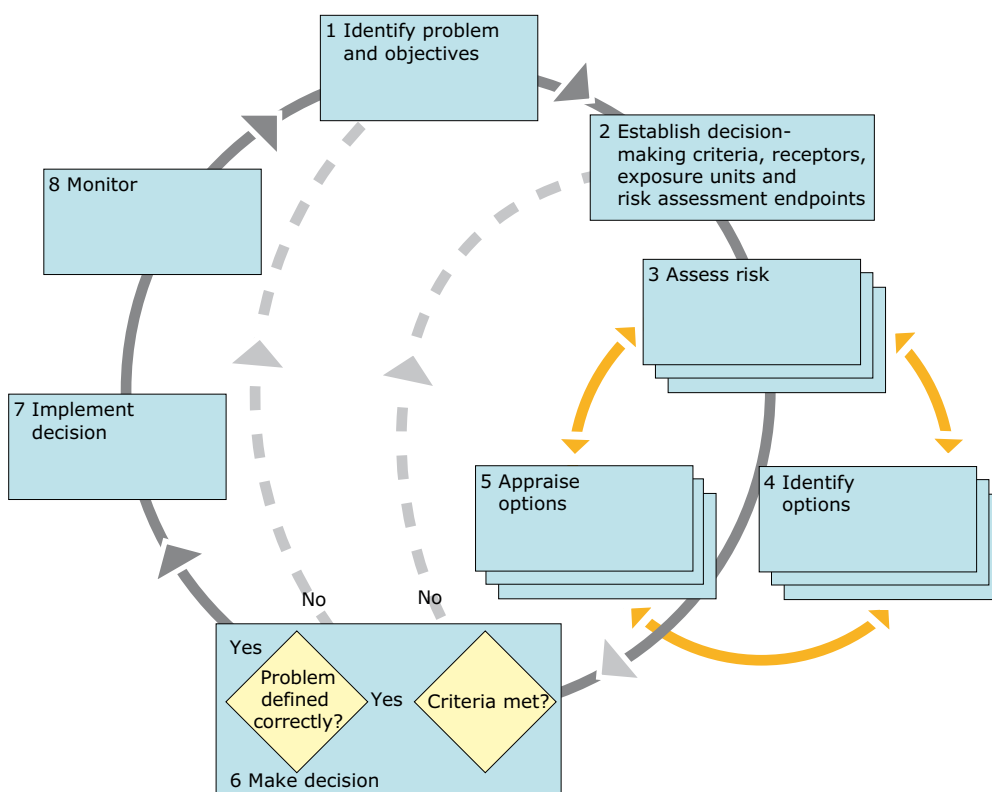 1 Identify problem
and objectives
2 Establish decision-
making criteria, receptors,
exposure units and
risk assessment endpoints
3 Assess risk
4 Identify
options
5 Appraise
options
No
No
Yes
Problem
defined
correctly?
Yes
Criteria met?
6 Make decision
7 Implement
decision
8 Monitor